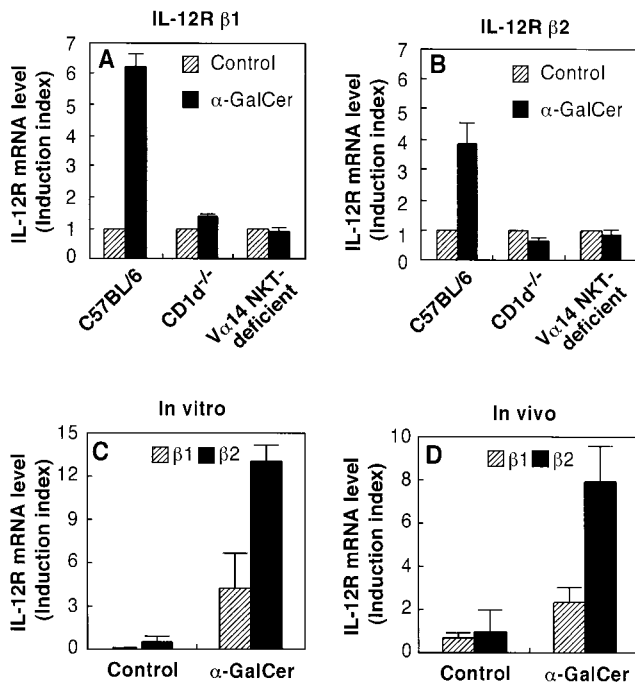 IL-12R β1
A
Control
α-GalCer
IL-12R mRNA level
(Induction index)
7
6
5
4
3
2
1
0
C57BL/6
CD1d-/-
Vα14 NKT-
deficient
IL-12R β2
B
Control
α-GalCer
IL-12R mRNA level
(Induction index)
7
6
5
4
3
2
1
0
C57BL/6
CD1d-/-
Vα14 NKT-
deficient
In vitro
C
β1 β2
IL-12R mRNA level
(Induction index)
15
12
9
6
3
0
Control α-GalCer
In vivo
D
β1 β2
IL-12R mRNA level
(Induction index)
10
8
6
4
2
0
Control α-GalCer